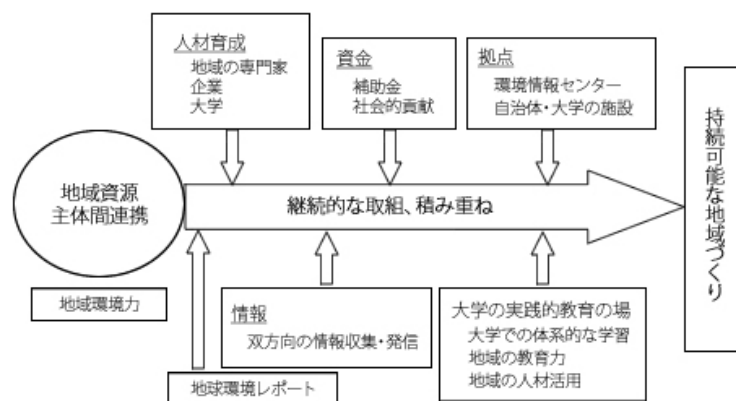 人材育成
地域の専門家
企業
大学
資金
補助金
社会的貢献
拠点
環境情報センター
自治体・大学の施設
地域資源
主体間連携
継続的な取組、積み重ね
持続可能な地域づくり
地域環境力
情報
双方向の情報収集・発信
大学の実践的教育の場
大学での体系的な学習
地域の教育力
地域の人材活用
地球環境レポート